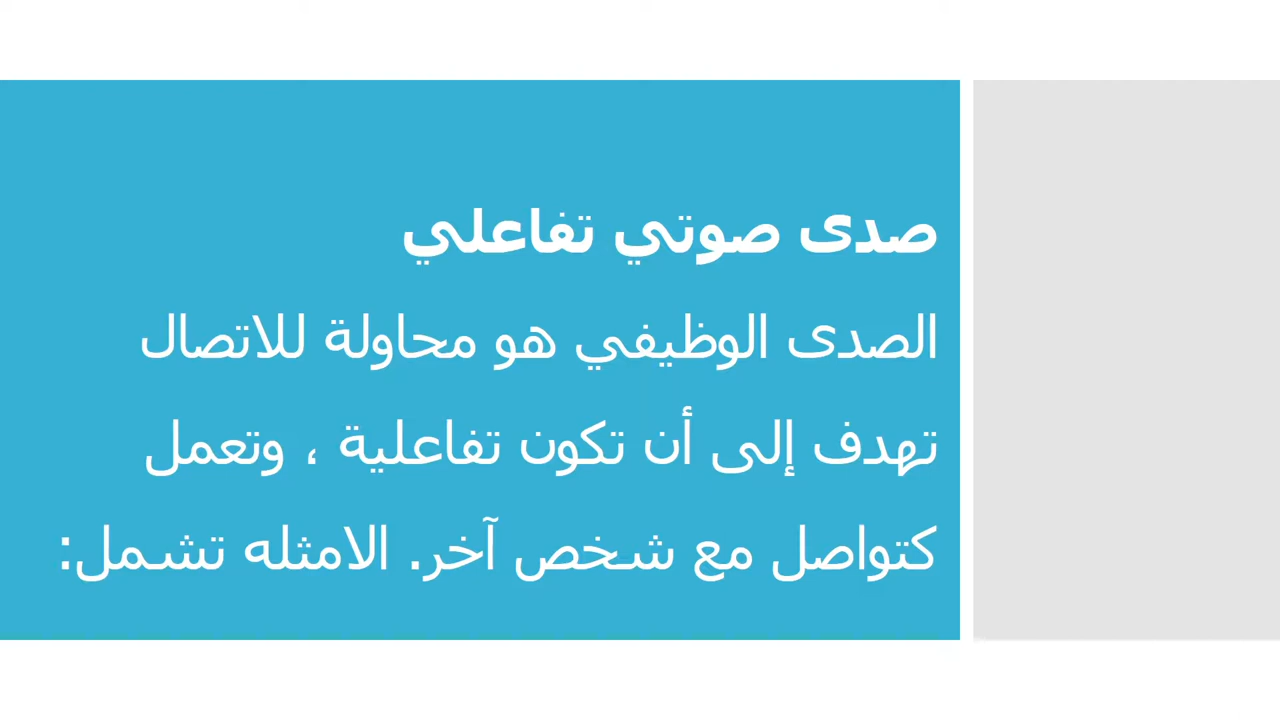 صدى صوتي تفاعلي
الصدى الوظيفي هو محاولة للاتصال
تهدف إلى أن تكون تفاعلية ، وتعمل
كتواصل مع شخص آخر. الامثله تشمل: